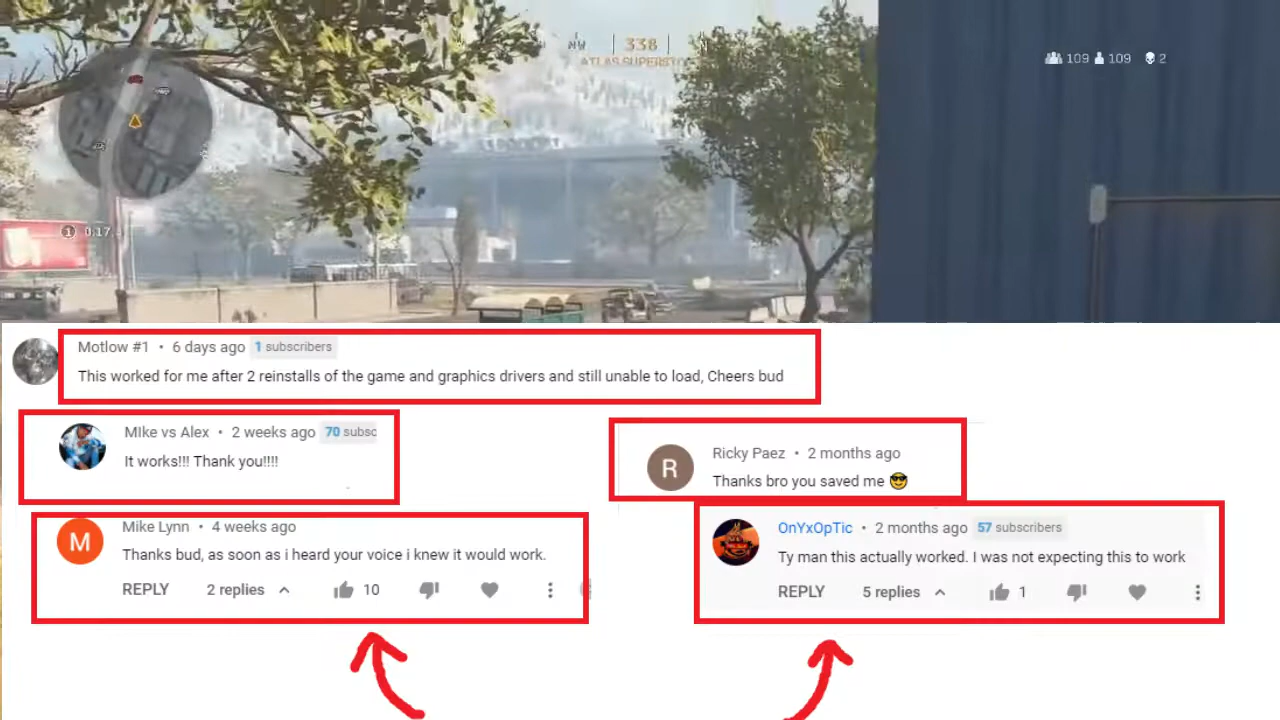 NW 338
ATLAS SUPERSTO
109 109 2
1 0:17
Motlow #1 • 6 days ago 1 subscribers
This worked for me after 2 reinstalls of the game and graphics drivers and still unable to load, Cheers bud
MIke vs Alex • 2 weeks ago 70 subsc
It works!!! Thank you!!!!
Ricky Paez • 2 months ago
R
Thanks bro you saved me 😎
Mike Lynn • 4 weeks ago
M
Thanks bud, as soon as i heard your voice i knew it would work.
REPLY 2 replies 10
OnYxOpTic • 2 months ago 57 subscribers
Ty man this actually worked. I was not expecting this to work
REPLY 5 replies 1